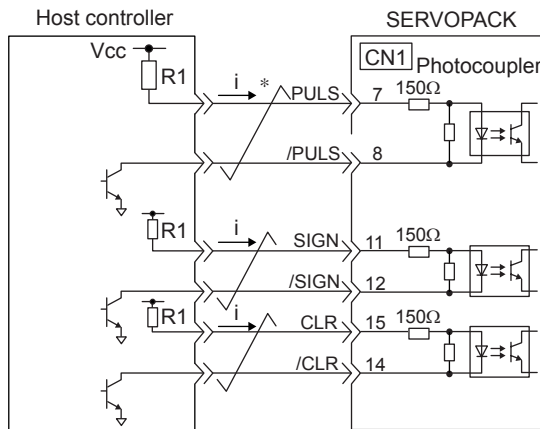 Host controller
SERVOPACK
Vcc
CN1
Photocoupler
R1
i
*
PULS
7
150Ω
/PULS
8
R1
i
SIGN
11
150Ω
/SIGN
12
R1
i
CLR
15
150Ω
/CLR
14